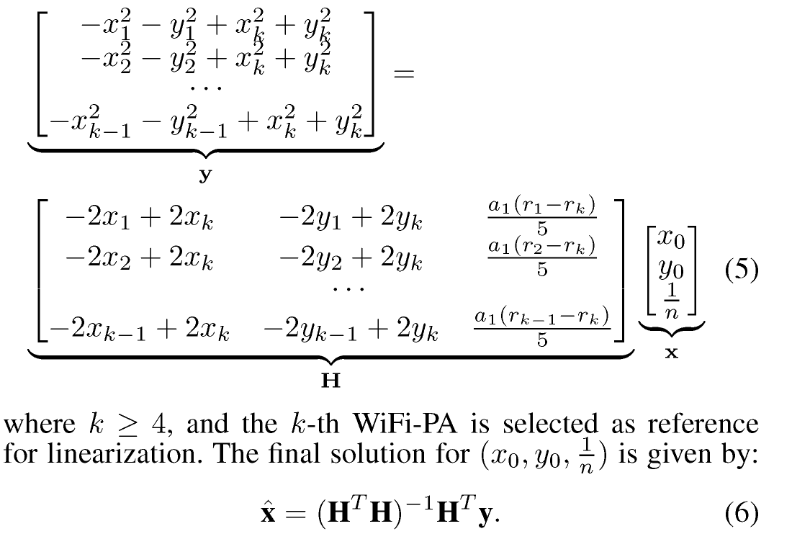 $$\underbrace{\begin{bmatrix} -x_1^2 - y_1^2 + x_k^2 + y_k^2 \\ -x_2^2 - y_2^2 + x_k^2 + y_k^2 \\ \cdots \\ -x_{k-1}^2 - y_{k-1}^2 + x_k^2 + y_k^2 \end{bmatrix}}_{\mathbf{y}} =$$
$$\underbrace{\begin{bmatrix} -2x_1 + 2x_k & -2y_1 + 2y_k & \frac{a_1(r_1-r_k)}{5} \\ -2x_2 + 2x_k & -2y_2 + 2y_k & \frac{a_1(r_2-r_k)}{5} \\ & \cdots & \\ -2x_{k-1} + 2x_k & -2y_{k-1} + 2y_k & \frac{a_1(r_{k-1}-r_k)}{5} \end{bmatrix}}_{\mathbf{H}} \underbrace{\begin{bmatrix} x_0 \\ y_0 \\ \frac{1}{n} \end{bmatrix}}_{\mathbf{x}} \quad (5)$$
where $k \geq 4$, and the $k$-th WiFi-PA is selected as reference
for linearization. The final solution for $(x_0, y_0, \frac{1}{n})$ is given by:
$$\hat{\mathbf{x}} = (\mathbf{H}^T\mathbf{H})^{-1}\mathbf{H}^T\mathbf{y}. \quad (6)$$